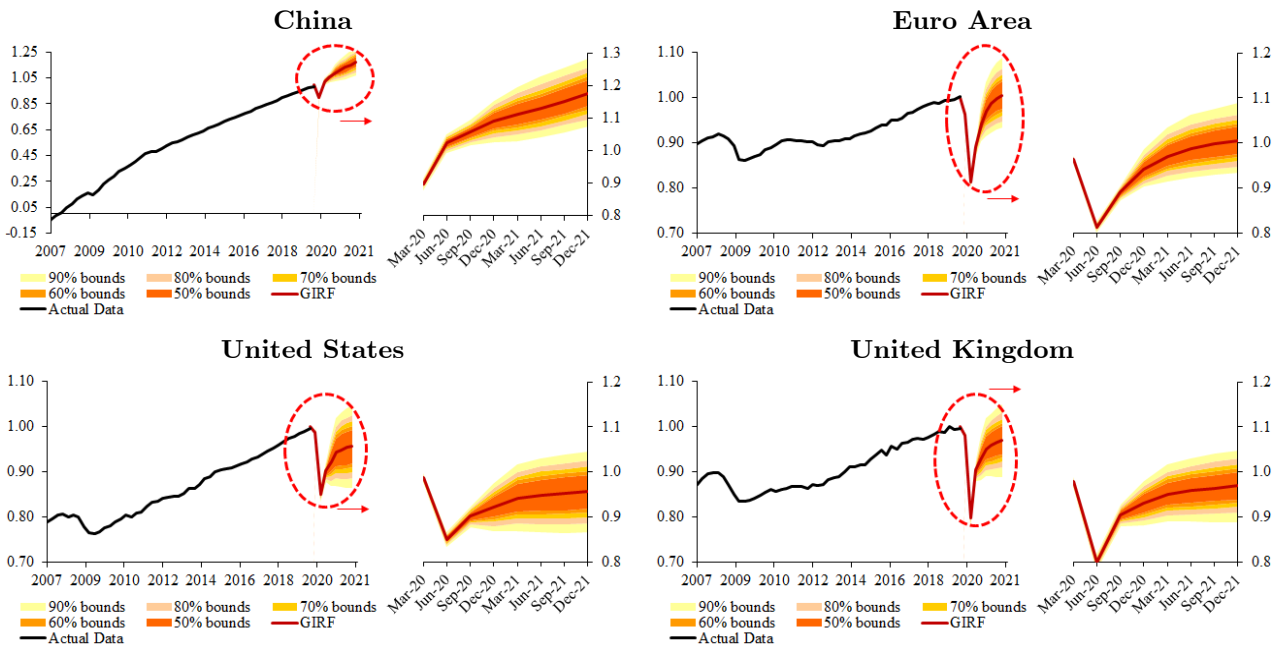 China
1.25
1.05
0.85
0.65
0.45
0.25
0.05
-0.15
2007 2009 2010 2012 2013 2014 2016 2017 2018 2020 2021
1.3
1.2
1.1
1.0
0.9
0.8
Mar-20 Jun-20 Sep-20 Dec-20 Mar-21 Jun-21 Sep-21 Dec-21
90% bounds 80% bounds 70% bounds
60% bounds 50% bounds GIRF
Actual Data
Euro Area
1.10
1.00
0.90
0.80
0.70
2007 2009 2010 2012 2013 2014 2016 2017 2018 2020 2021
1.2
1.1
1.0
0.9
0.8
Mar-20 Jun-20 Sep-20 Dec-20 Mar-21 Jun-21 Sep-21 Dec-21
90% bounds 80% bounds 70% bounds
60% bounds 50% bounds GIRF
Actual Data
United States
1.10
1.00
0.90
0.80
0.70
2007 2009 2010 2012 2013 2014 2016 2017 2018 2020 2021
1.2
1.1
1.0
0.9
0.8
Mar-20 Jun-20 Sep-20 Dec-20 Mar-21 Jun-21 Sep-21 Dec-21
90% bounds 80% bounds 70% bounds
60% bounds 50% bounds GIRF
Actual Data
United Kingdom
1.10
1.00
0.90
0.80
0.70
2007 2009 2010 2012 2013 2014 2016 2017 2018 2020 2021
1.2
1.1
1.0
0.9
0.8
Mar-20 Jun-20 Sep-20 Dec-20 Mar-21 Jun-21 Sep-21 Dec-21
90% bounds 80% bounds 70% bounds
60% bounds 50% bounds GIRF
Actual Data